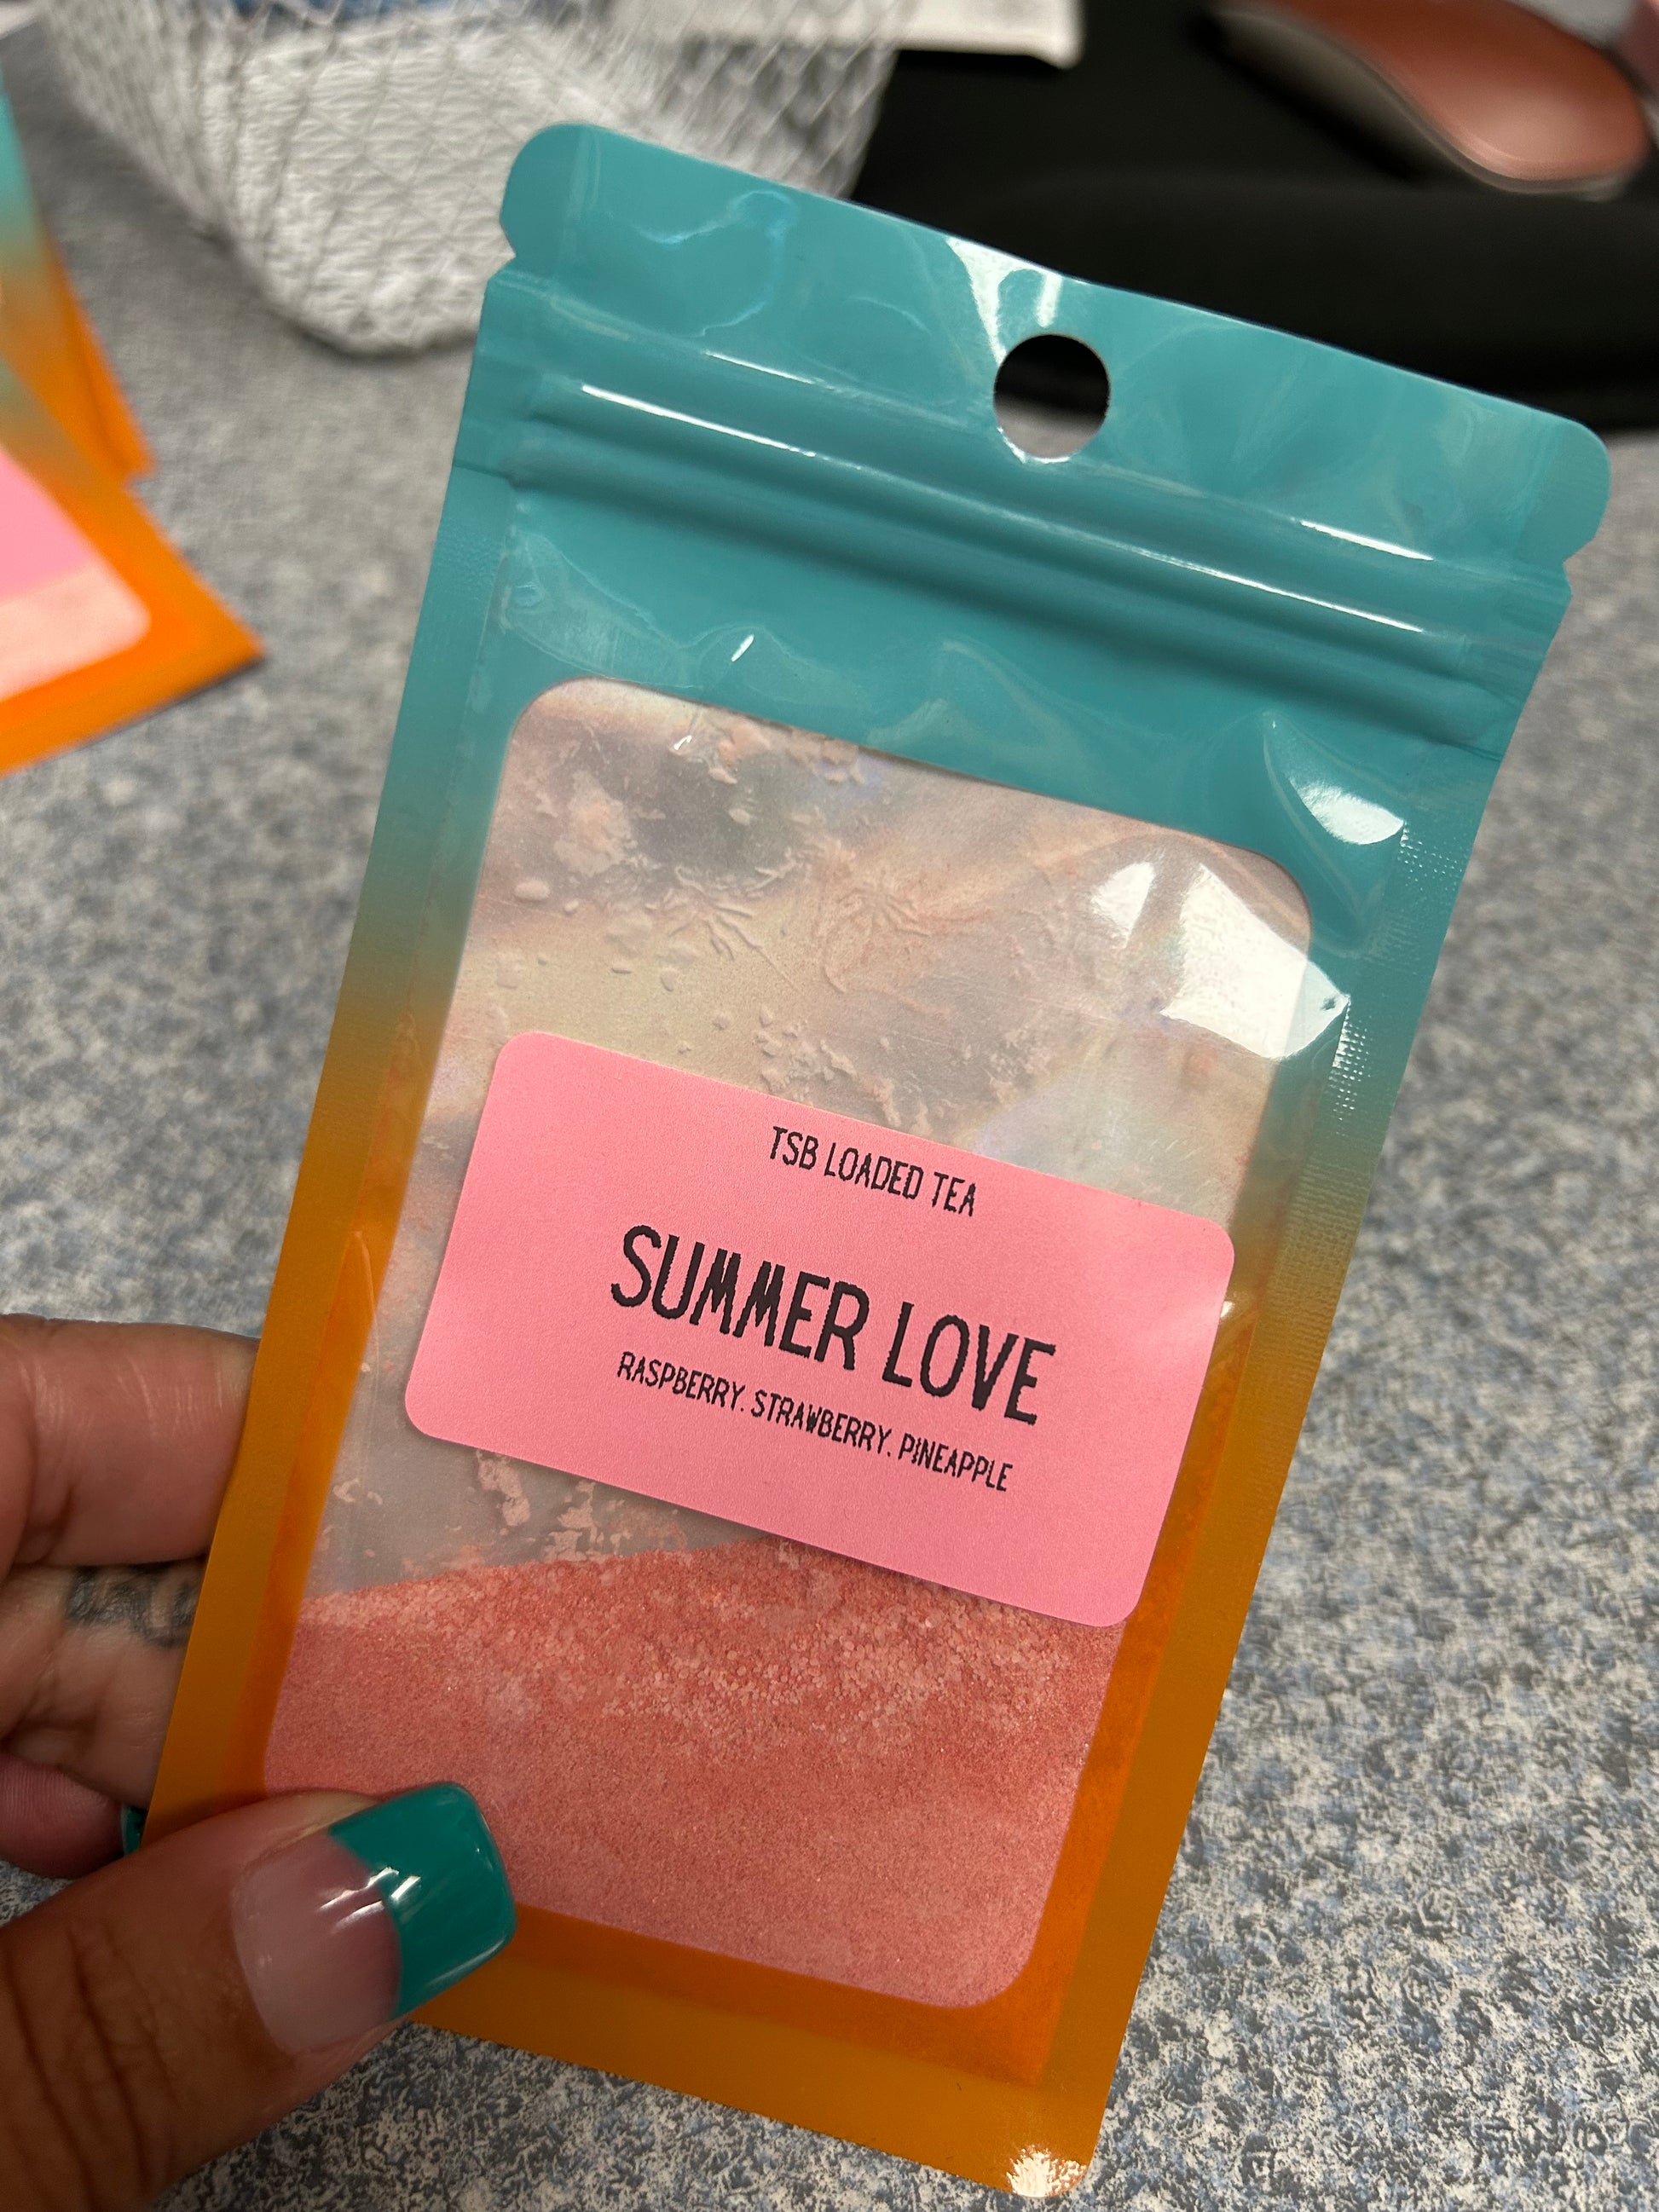 TSB LOADED TEA
SUMMER LOVE
RASPBERRY. STRAWBERRY. PINEAPPLE